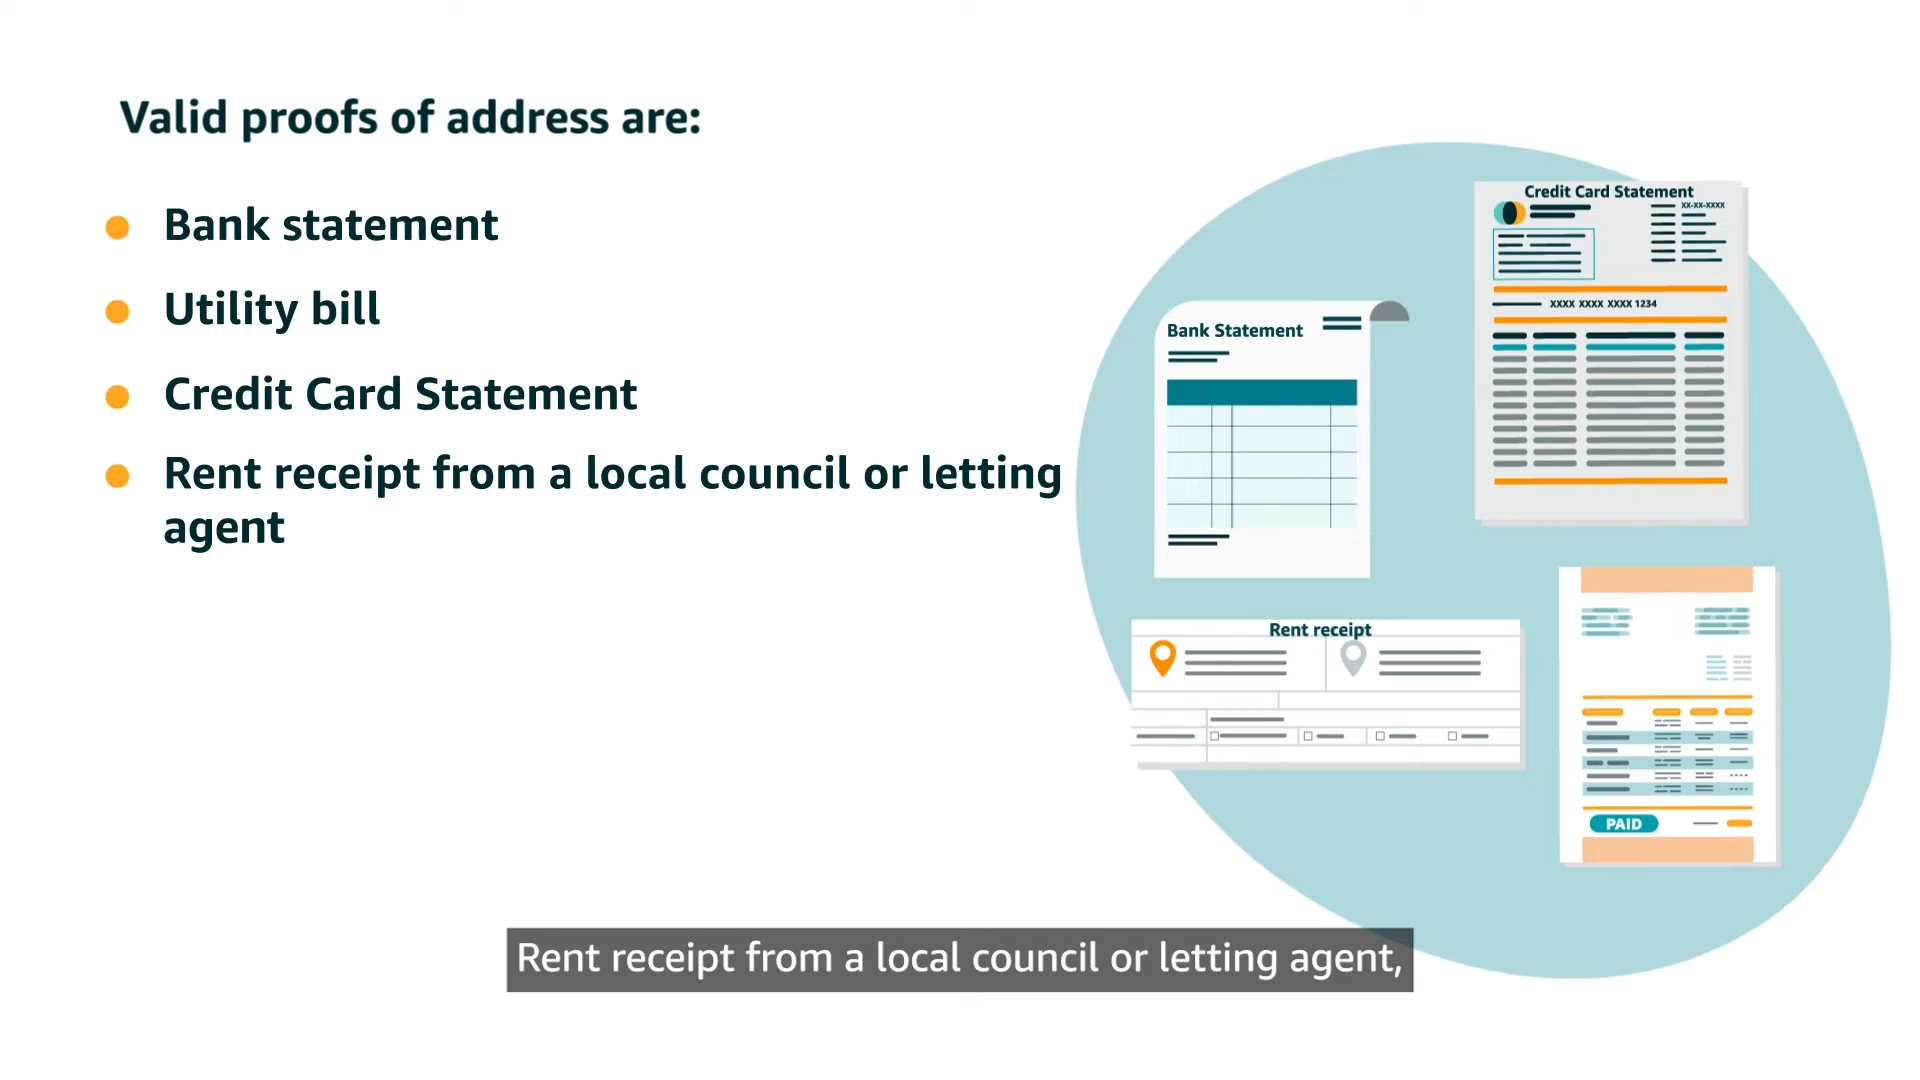 Valid proofs of address are:
Bank statement
Utility bill
Credit Card Statement
Rent receipt from a local council or letting
agent
Credit Card Statement
XX-XX-XXXX
XXXX XXXX XXXX 1234
Bank Statement
Rent receipt
PAID
Rent receipt from a local council or letting agent,